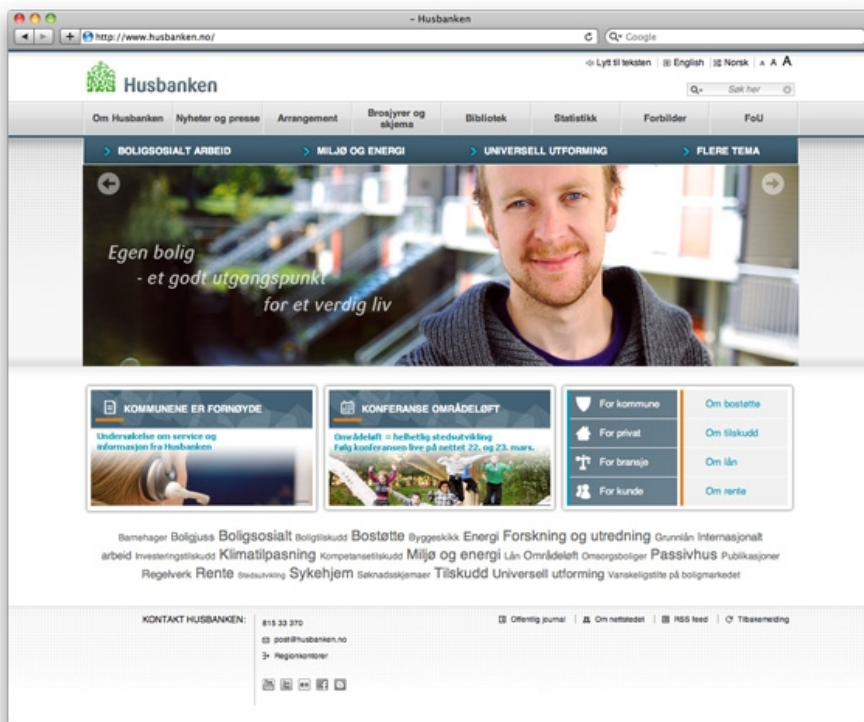 – Husbanken
http://www.husbanken.no/
Google
Lytt til teksten English Norsk A A A
Husbanken
Søk her
Om Husbanken Nyheter og presse Arrangement Brosjyrer og skjema Bibliotek Statistikk Forbilder FoU
BOLIGSOSIALT ARBEID MILJØ OG ENERGI UNIVERSELL UTFORMING FLERE TEMA
Egen bolig
- et godt utgangspunkt
for et verdig liv
KOMMUNENE ER FORNØYDE
Undersøkelse om service og
informasjon fra Husbanken
KONFERANSE OMRÅDELØFT
Områdeløft = helhetlig stedsutvikling
Følg konferansen live på nettet 22. og 23. mars.
For kommune Om bostøtte
For privat Om tilskudd
For bransje Om lån
For kunde Om rente
Barnehager Boligjuss Boligsosialt Boligtilskudd Bostøtte Byggeskikk Energi Forskning og utredning Grunnlån Internasjonalt
arbeid Investeringstilskudd Klimatilpasning Kompetansetilskudd Miljø og energi Lån Områdeløft Omsorgsboliger Passivhus Publikasjoner
Regelverk Rente Stedsutvikling Sykehjem Søknadsskjemaer Tilskudd Universell utforming Vanskeligstilte på boligmarkedet
KONTAKT HUSBANKEN:
815 33 370
post@husbanken.no
Regionkontorer
Offentlig journal Om nettstedet RSS feed Tilbakemelding